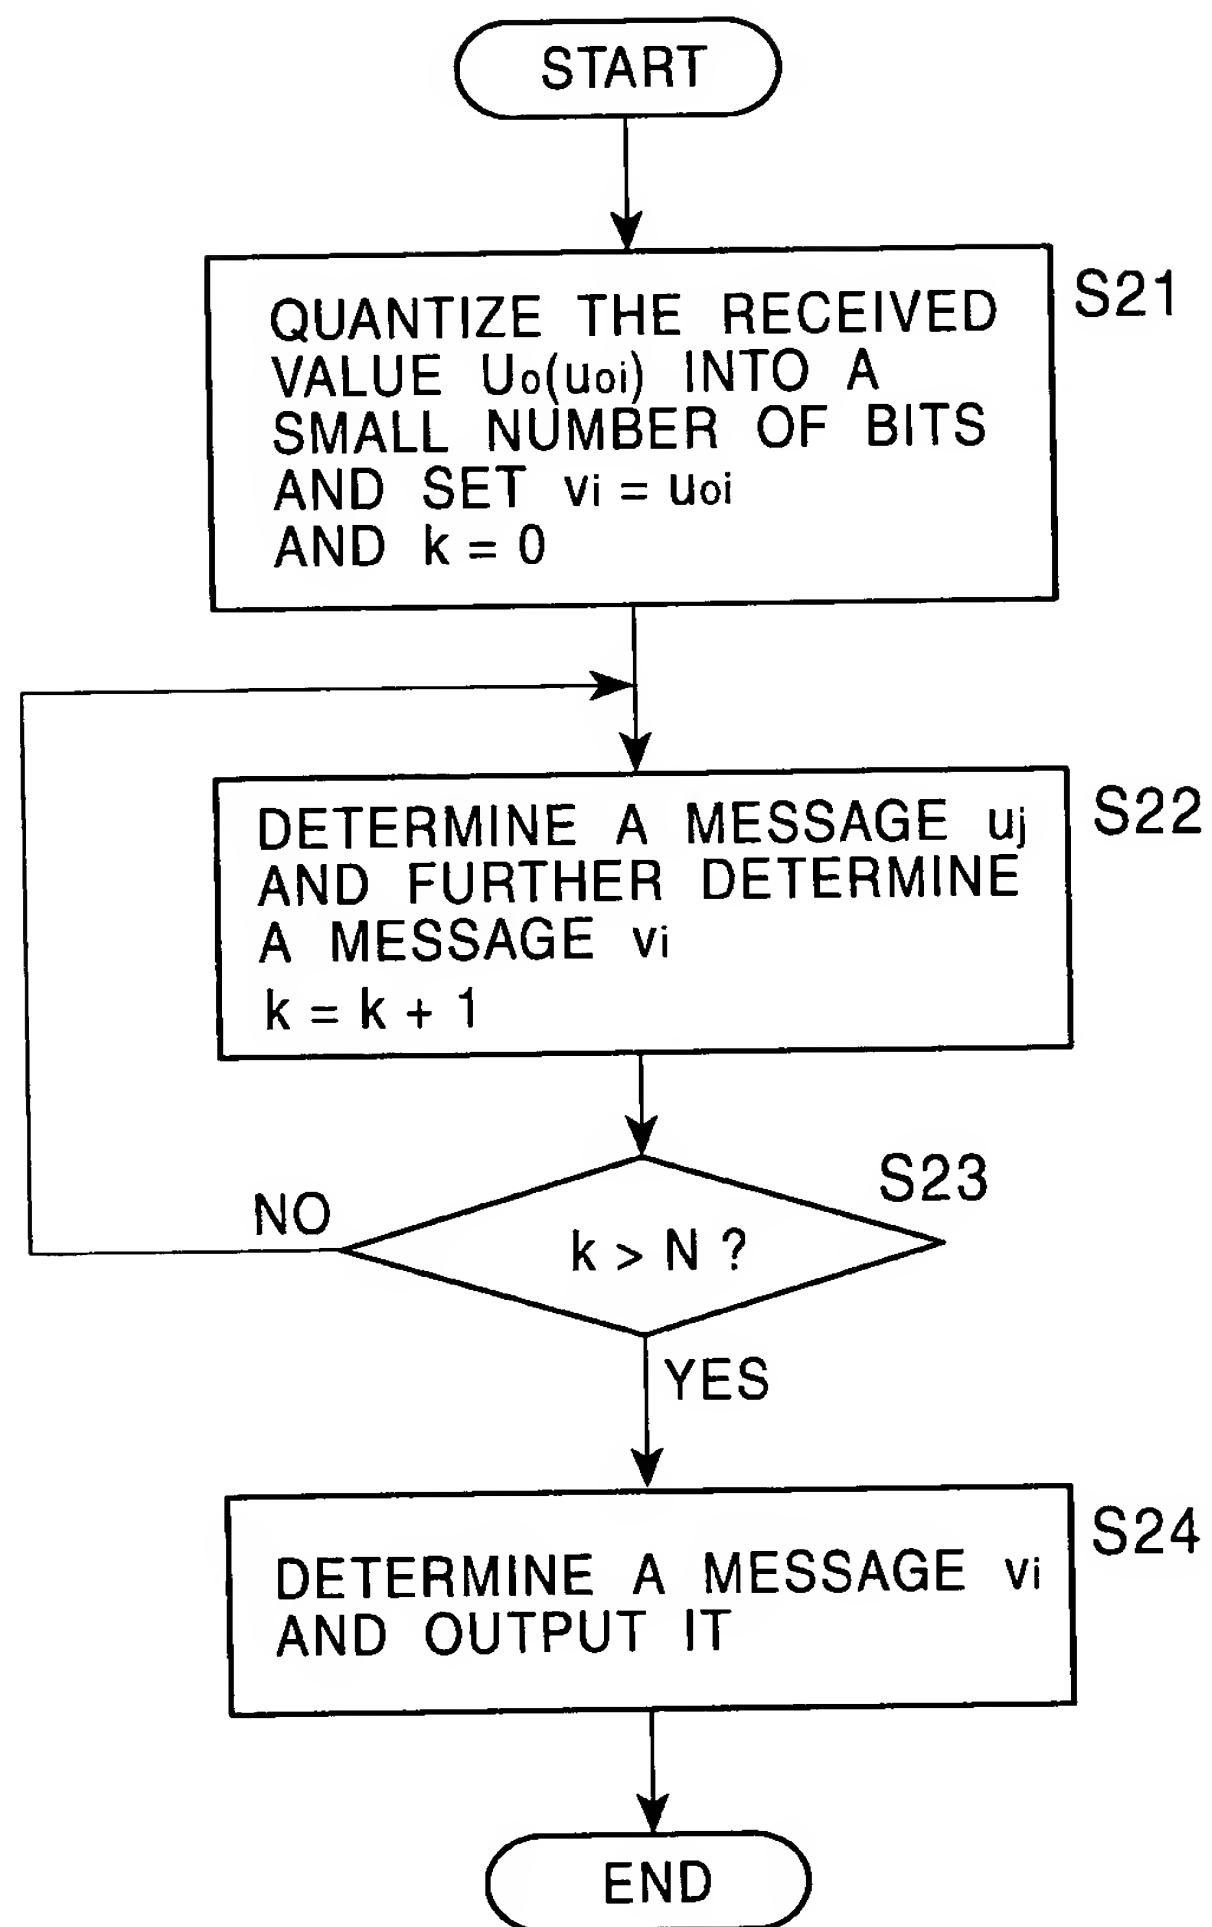 START
S21
QUANTIZE THE RECEIVED
VALUE Uo(uoi) INTO A
SMALL NUMBER OF BITS
AND SET vi = uoi
AND k = 0
S22
DETERMINE A MESSAGE uj
AND FURTHER DETERMINE
A MESSAGE vi
k = k + 1
S23
NO
k > N ?
YES
S24
DETERMINE A MESSAGE vi
AND OUTPUT IT
END